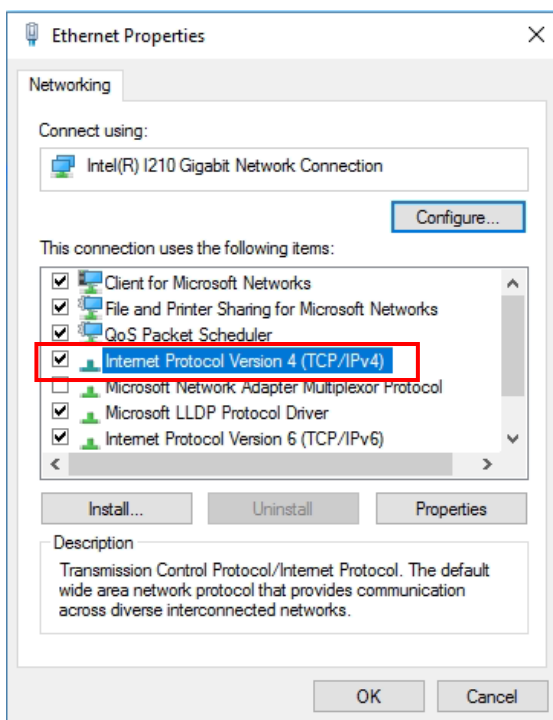 Ethernet Properties
Networking
Connect using:
Intel(R) I210 Gigabit Network Connection
Configure...
This connection uses the following items:
Client for Microsoft Networks
File and Printer Sharing for Microsoft Networks
QoS Packet Scheduler
Internet Protocol Version 4 (TCP/IPv4)
Microsoft Network Adapter Multiplexor Protocol
Microsoft LLDP Protocol Driver
Internet Protocol Version 6 (TCP/IPv6)
Install... Uninstall Properties
Description
Transmission Control Protocol/Internet Protocol. The default
wide area network protocol that provides communication
across diverse interconnected networks.
OK Cancel